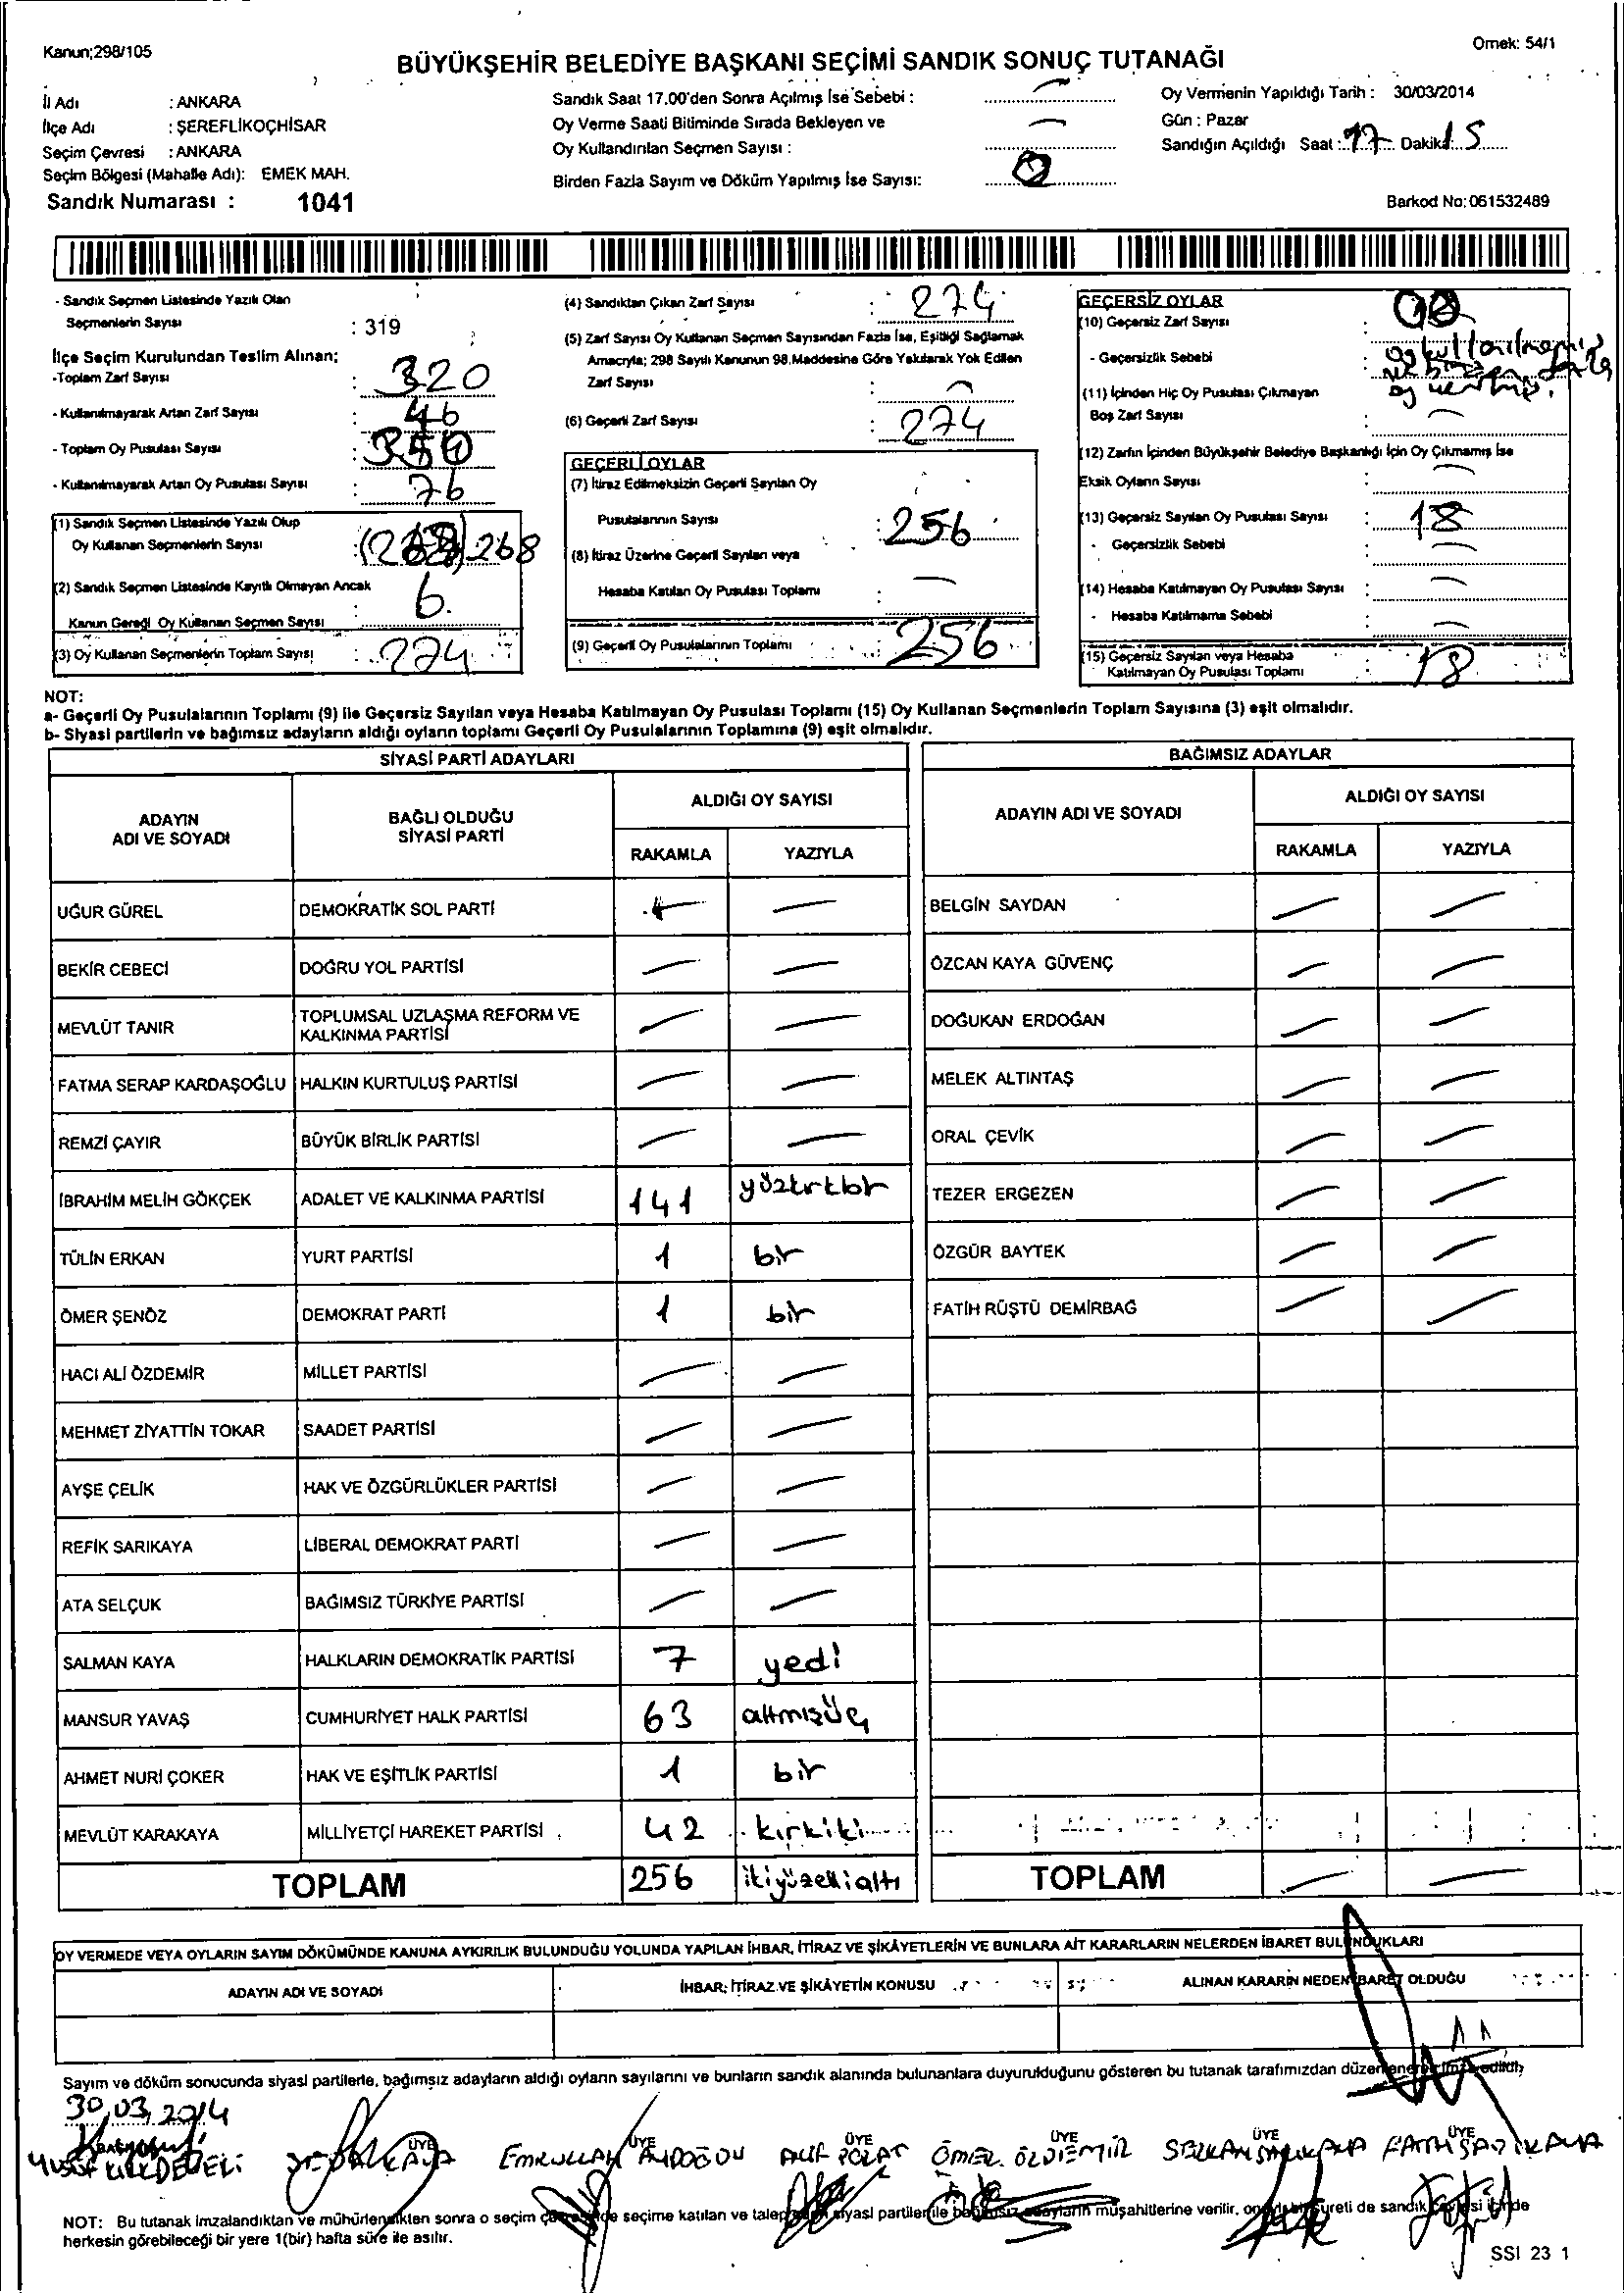 Kanun;298/105
Örnek: 54/1
BÜYÜKŞEHİR BELEDİYE BAŞKANI SEÇİMİ SANDIK SONUÇ TUTANAĞI
İl Adı : ANKARA
İlçe Adı : ŞEREFLİKOÇHİSAR
Seçim Çevresi : ANKARA
Seçim Bölgesi (Mahalle Adı): EMEK MAH.
Sandık Numarası : 1041
Sandık Saat 17.00'den Sonra Açılmış İse Sebebi : —
Oy Verme Saati Bitiminde Sırada Bekleyen ve
Oy Kullandırılan Seçmen Sayısı : —
Birden Fazla Sayım ve Döküm Yapılmış İse Sayısı:
Oy Vermenin Yapıldığı Tarih : 30/03/2014
Gün : Pazar
Sandığın Açıldığı Saat : 17 Dakika 15
Barkod No: 061532489
- Sandık Seçmen Listesinde Yazılı Olan
Seçmenlerin Sayısı : 319
İlçe Seçim Kurulundan Teslim Alınan;
-Toplam Zarf Sayısı : 320
- Kullanılmayarak Artan Zarf Sayısı : 46
- Toplam Oy Pusulası Sayısı : 350
- Kullanılmayarak Artan Oy Pusulası Sayısı : 76
(1) Sandık Seçmen Listesinde Yazılı Olup
Oy Kullanan Seçmenlerin Sayısı : 268
(2) Sandık Seçmen Listesinde Kayıtlı Olmayan Ancak
Kanun Gereği Oy Kullanan Seçmen Sayısı : 6
(3) Oy Kullanan Seçmenlerin Toplam Sayısı : 274
(4) Sandıktan Çıkan Zarf Sayısı : 274
(5) Zarf Sayısı Oy Kullanan Seçmen Sayısından Fazla İse, Eşitliği Sağlamak
Amacıyla; 298 Sayılı Kanunun 98.Maddesine Göre Yakılarak Yok Edilen
Zarf Sayısı : —
(6) Geçerli Zarf Sayısı : 274
GEÇERLİ OYLAR
(7) İtiraz Edilmeksizin Geçerli Sayılan Oy
Pusulalarının Sayısı : 256
(8) İtiraz Üzerine Geçerli Sayılan veya
Hesaba Katılan Oy Pusulası Toplamı : —
(9) Geçerli Oy Pusulalarının Toplamı : 256
GEÇERSİZ OYLAR
(10) Geçersiz Zarf Sayısı :
- Geçersizlik Sebebi : oy kullanılmamış
ve birden fazla
oy verilmiş.
(11) İçinden Hiç Oy Pusulası Çıkmayan
Boş Zarf Sayısı : —
(12) Zarfın İçinden Büyükşehir Belediye Başkanlığı İçin Oy Çıkmamış İse
Eksik Oyların Sayısı : —
(13) Geçersiz Sayılan Oy Pusulası Sayısı : 18
- Geçersizlik Sebebi : —
(14) Hesaba Katılmayan Oy Pusulası Sayısı : —
- Hesaba Katılmama Sebebi : —
(15) Geçersiz Sayılan veya Hesaba
Katılmayan Oy Pusulası Toplamı : 18
NOT:
a- Geçerli Oy Pusulalarının Toplamı (9) ile Geçersiz Sayılan veya Hesaba Katılmayan Oy Pusulası Toplamı (15) Oy Kullanan Seçmenlerin Toplam Sayısına (3) eşit olmalıdır.
b- Siyasi partilerin ve bağımsız adayların aldığı oyların toplamı Geçerli Oy Pusulalarının Toplamına (9) eşit olmalıdır.
SİYASİ PARTİ ADAYLARI
ADAYIN ADI VE SOYADI
BAĞLI OLDUĞU SİYASİ PARTİ
ALDIĞI OY SAYISI
RAKAMLA YAZIYLA
UĞUR GÜREL DEMOKRATİK SOL PARTİ — —
BEKİR CEBECİ DOĞRU YOL PARTİSİ — —
MEVLÜT TANIR TOPLUMSAL UZLAŞMA REFORM VE KALKINMA PARTİSİ — —
FATMA SERAP KARDAŞOĞLU HALKIN KURTULUŞ PARTİSİ — —
REMZİ ÇAYIR BÜYÜK BİRLİK PARTİSİ — —
İBRAHİM MELİH GÖKÇEK ADALET VE KALKINMA PARTİSİ 141 yüzkırkbir
TÜLİN ERKAN YURT PARTİSİ 1 bir
ÖMER ŞENÖZ DEMOKRAT PARTİ 1 bir
HACI ALİ ÖZDEMİR MİLLET PARTİSİ — —
MEHMET ZİYATTİN TOKAR SAADET PARTİSİ — —
AYŞE ÇELİK HAK VE ÖZGÜRLÜKLER PARTİSİ — —
REFİK SARIKAYA LİBERAL DEMOKRAT PARTİ — —
ATA SELÇUK BAĞIMSIZ TÜRKİYE PARTİSİ — —
SALMAN KAYA HALKLARIN DEMOKRATİK PARTİSİ 7 yedi
MANSUR YAVAŞ CUMHURİYET HALK PARTİSİ 63 altmışüç
AHMET NURİ ÇOKER HAK VE EŞİTLİK PARTİSİ 1 bir
MEVLÜT KARAKAYA MİLLİYETÇİ HAREKET PARTİSİ 42 kırkiki
TOPLAM 256 ikiyüzellialtı
BAĞIMSIZ ADAYLAR
ADAYIN ADI VE SOYADI
ALDIĞI OY SAYISI
RAKAMLA YAZIYLA
BELGİN SAYDAN — —
ÖZCAN KAYA GÜVENÇ — —
DOĞUKAN ERDOĞAN — —
MELEK ALTINTAŞ — —
ORAL ÇEVİK — —
TEZER ERGEZEN — —
ÖZGÜR BAYTEK — —
FATİH RÜŞTÜ DEMİRBAĞ — —
TOPLAM — —
OY VERMEDE VEYA OYLARIN SAYIM DÖKÜMÜNDE KANUNA AYKIRILIK BULUNDUĞU YOLUNDA YAPILAN İHBAR, İTİRAZ VE ŞİKÂYETLERİN VE BUNLARA AİT KARARLARIN NELERDEN İBARET BULUNDUKLARI
ADAYIN ADI VE SOYADI
İHBAR, İTİRAZ VE ŞİKÂYETİN KONUSU
ALINAN KARARIN NEDEN İBARET OLDUĞU
Sayım ve döküm sonucunda siyasi partilerle, bağımsız adayların aldığı oyların sayılarını ve bunların sandık alanında bulunanlara duyurulduğunu gösteren bu tutanak tarafımızdan düzenlenerek imza edildi.
30,03,2014
BAŞKAN ÜYE ÜYE ÜYE ÜYE ÜYE ÜYE
YUSUF EMRULLAH AYDOĞDU POLAT ÖMER ÖZDEMİR SERKAN SARIKAYA FATİH SARIKAYA
NOT: Bu tutanak imzalandıktan ve mühürlendikten sonra o seçim çevresinde seçime katılan ve talep eden siyasi partiler ile bağımsız adayların müşahitlerine verilir, onaylı bir sureti de sandık çevresi içinde
herkesin görebileceği bir yere 1(bir) hafta süre ile asılır.
SSI 23 1